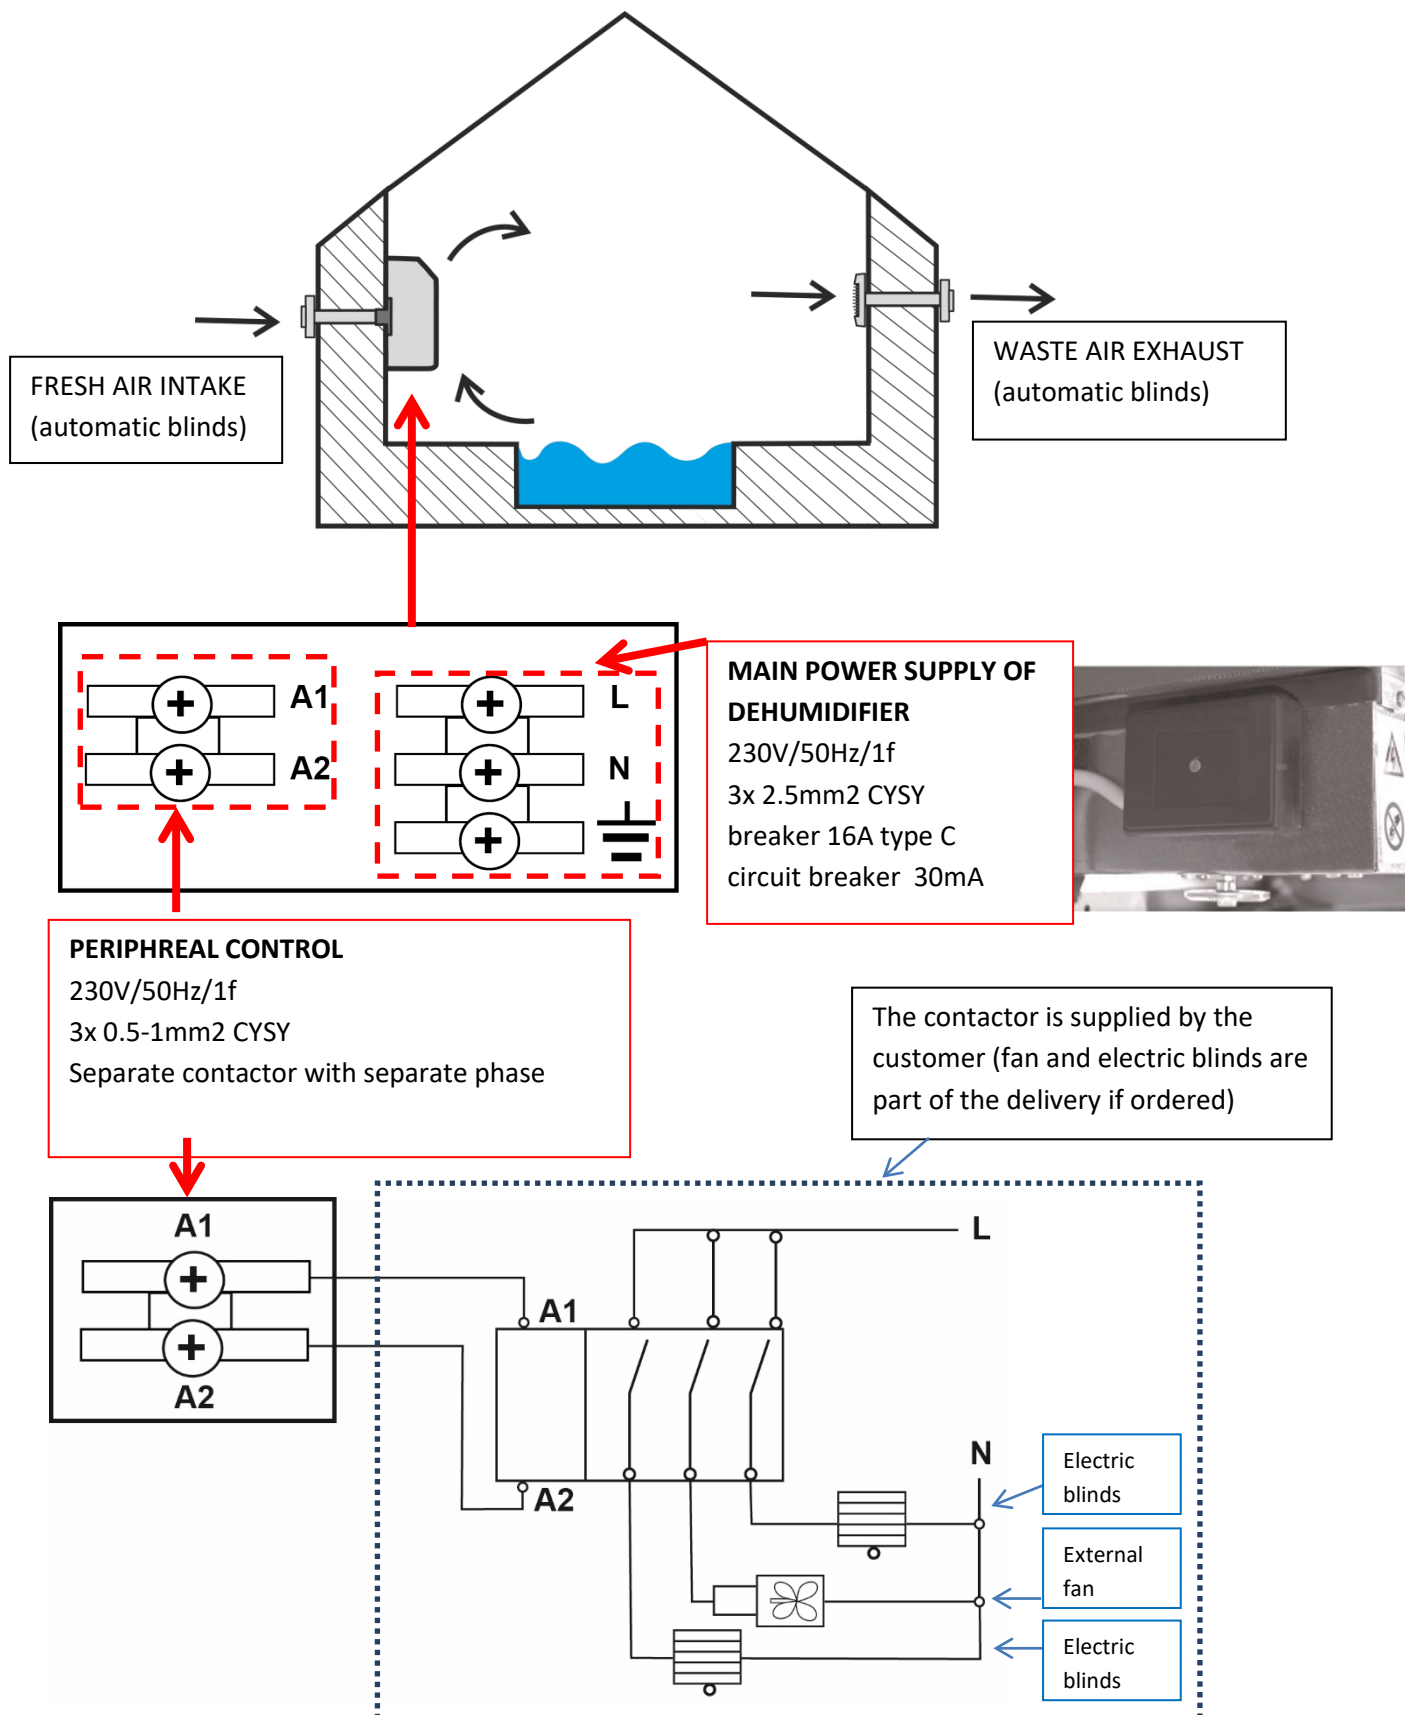 FRESH AIR INTAKE
(automatic blinds)
WASTE AIR EXHAUST
(automatic blinds)
A1
A2
L
N
MAIN POWER SUPPLY OF
DEHUMIDIFIER
230V/50Hz/1f
3x 2.5mm2 CYSY
breaker 16A type C
circuit breaker  30mA
PERIPHREAL CONTROL
230V/50Hz/1f
3x 0.5-1mm2 CYSY
Separate contactor with separate phase
The contactor is supplied by the
customer (fan and electric blinds are
part of the delivery if ordered)
A1
A2
L
A1
A2
N
Electric
blinds
External
fan
Electric
blinds